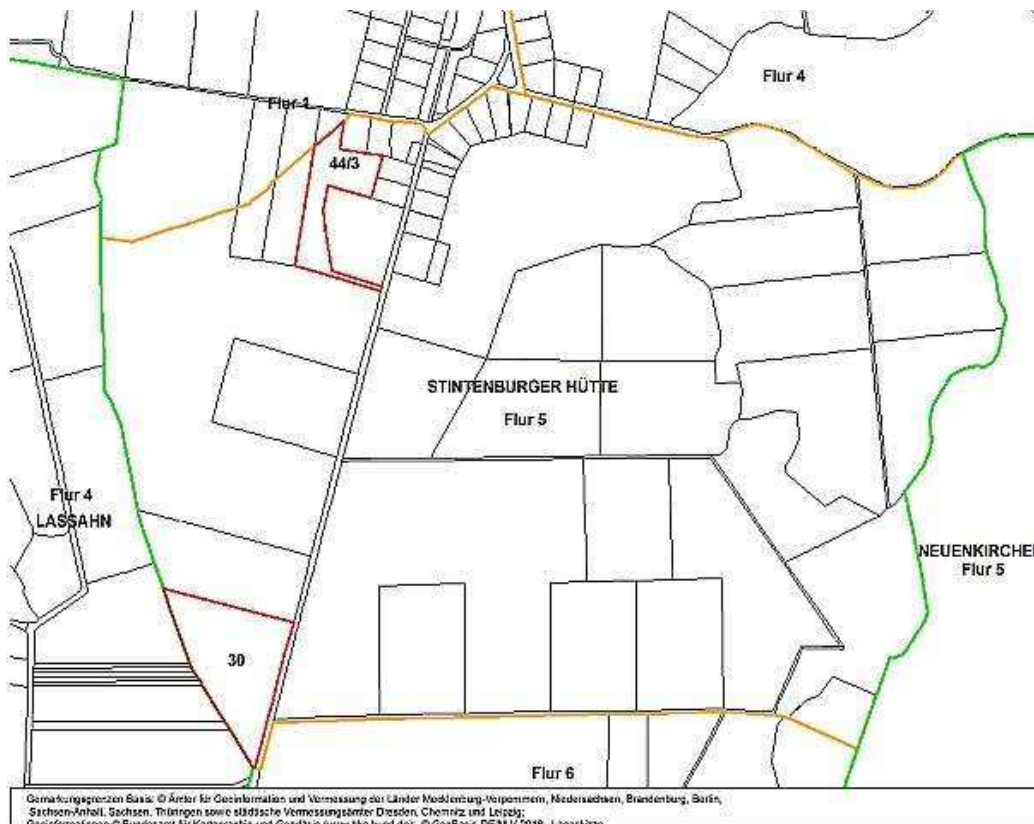 Flur 4
Flur 1
44/3
STINTENBURGER HÜTTE
Flur 5
Flur 4
LASSAHN
NEUENKIRCHE
Flur 5
30
Flur 6
Gemarkungsgrenzen Basis: © Ämter für Geoinformation und Vermessung der Länder Mecklenburg-Vorpommern, Niedersachsen, Brandenburg, Berlin,
Sachsen-Anhalt, Sachsen, Thüringen sowie städtische Vermessungsämter Dresden, Chemnitz und Leipzig;